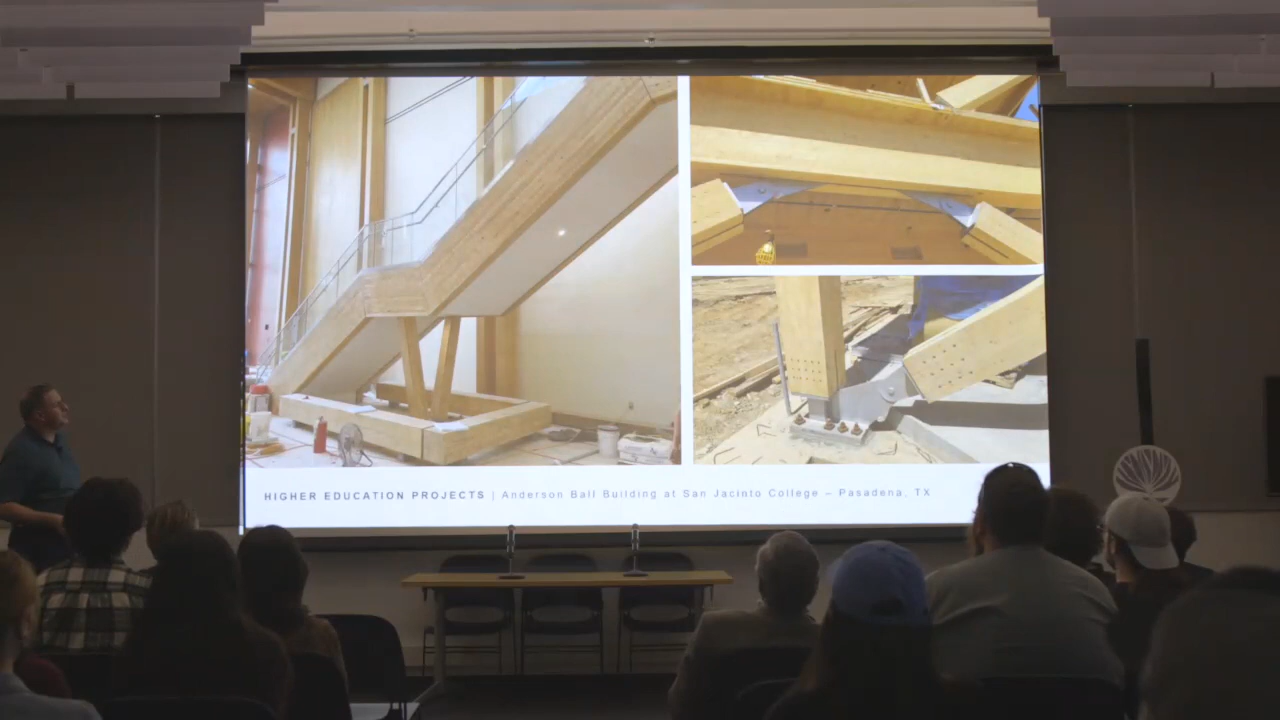 HIGHER EDUCATION PROJECTS | Anderson Ball Building at San Jacinto College – Pasadena, TX